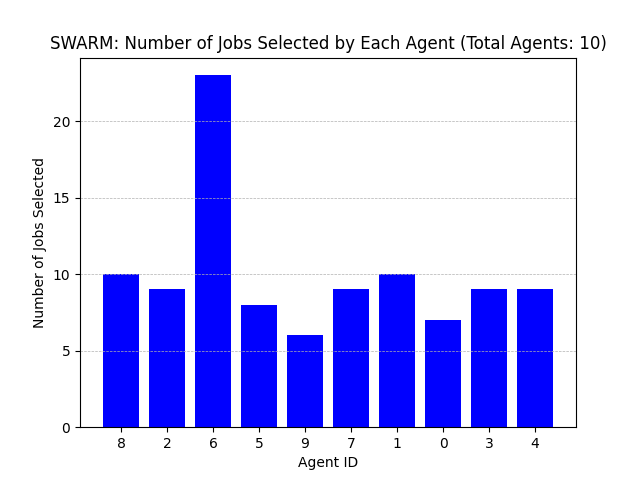 SWARM: Number of Jobs Selected by Each Agent (Total Agents: 10)
Number of Jobs Selected
20
15
10
5
0
8 2 6 5 9 7 1 0 3 4
Agent ID